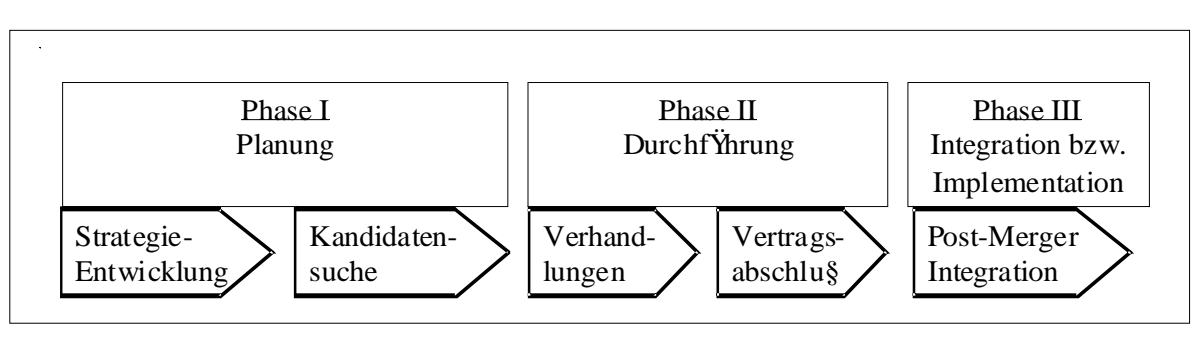 Phase I
Planung
Phase II
DurchfŸhrung
Phase III
Integration bzw.
Implementation
Strategie-
Entwicklung
Kandidaten-
suche
Verhand-
lungen
Vertrags-
abschlu§
Post-Merger
Integration